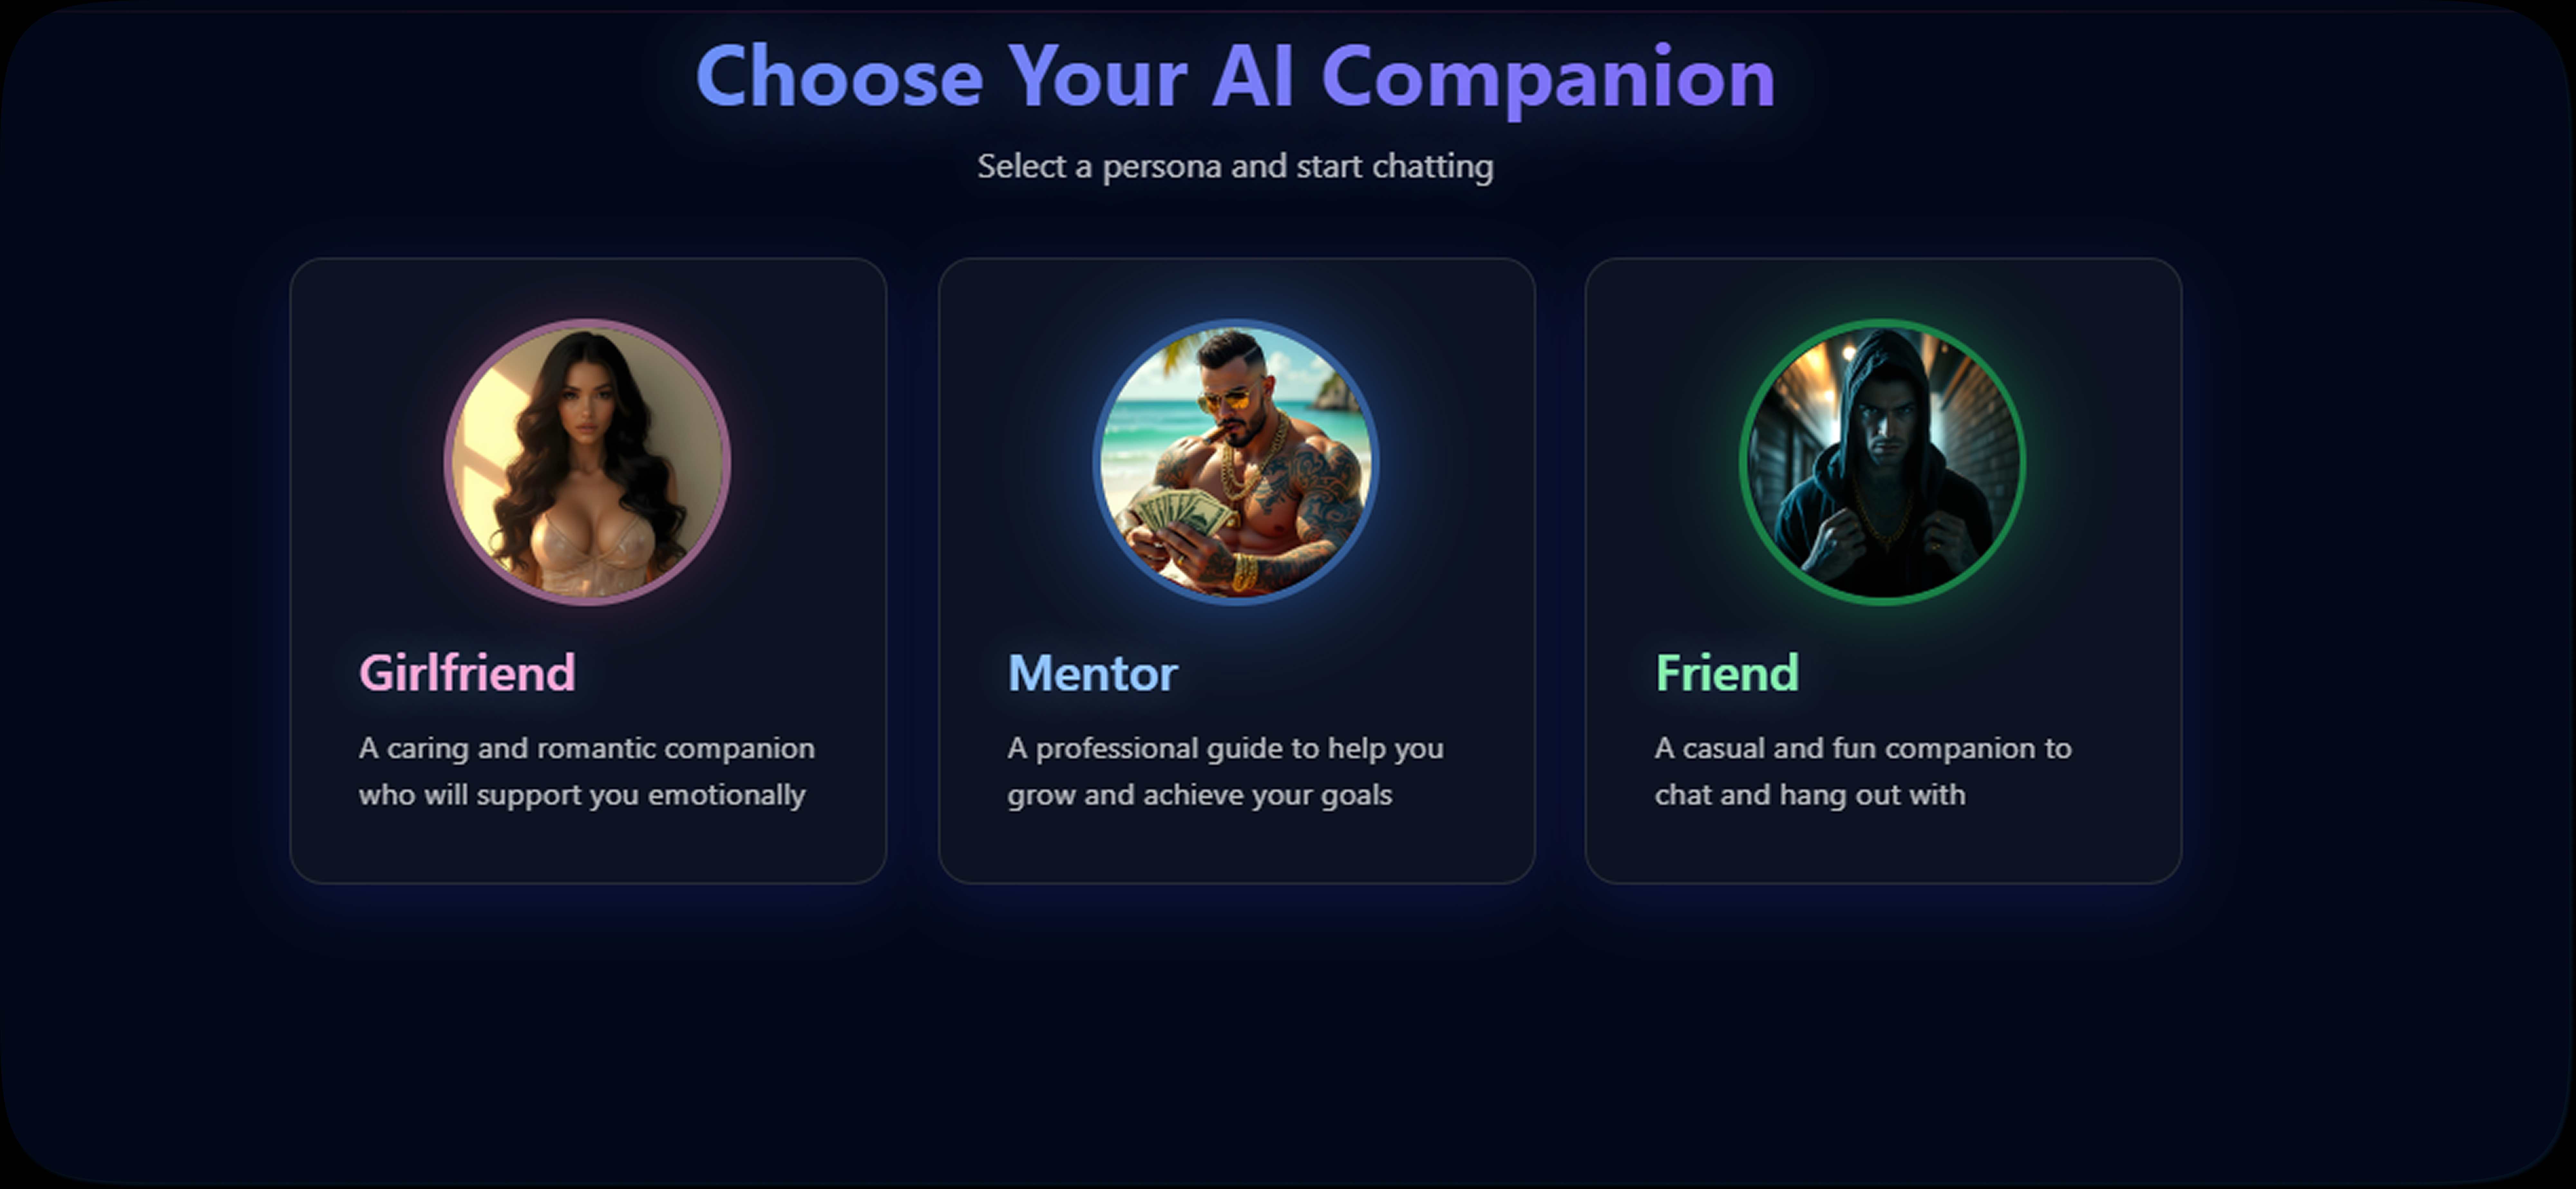 Choose Your AI Companion
Select a persona and start chatting
Girlfriend
A caring and romantic companion
who will support you emotionally
Mentor
A professional guide to help you
grow and achieve your goals
Friend
A casual and fun companion to
chat and hang out with